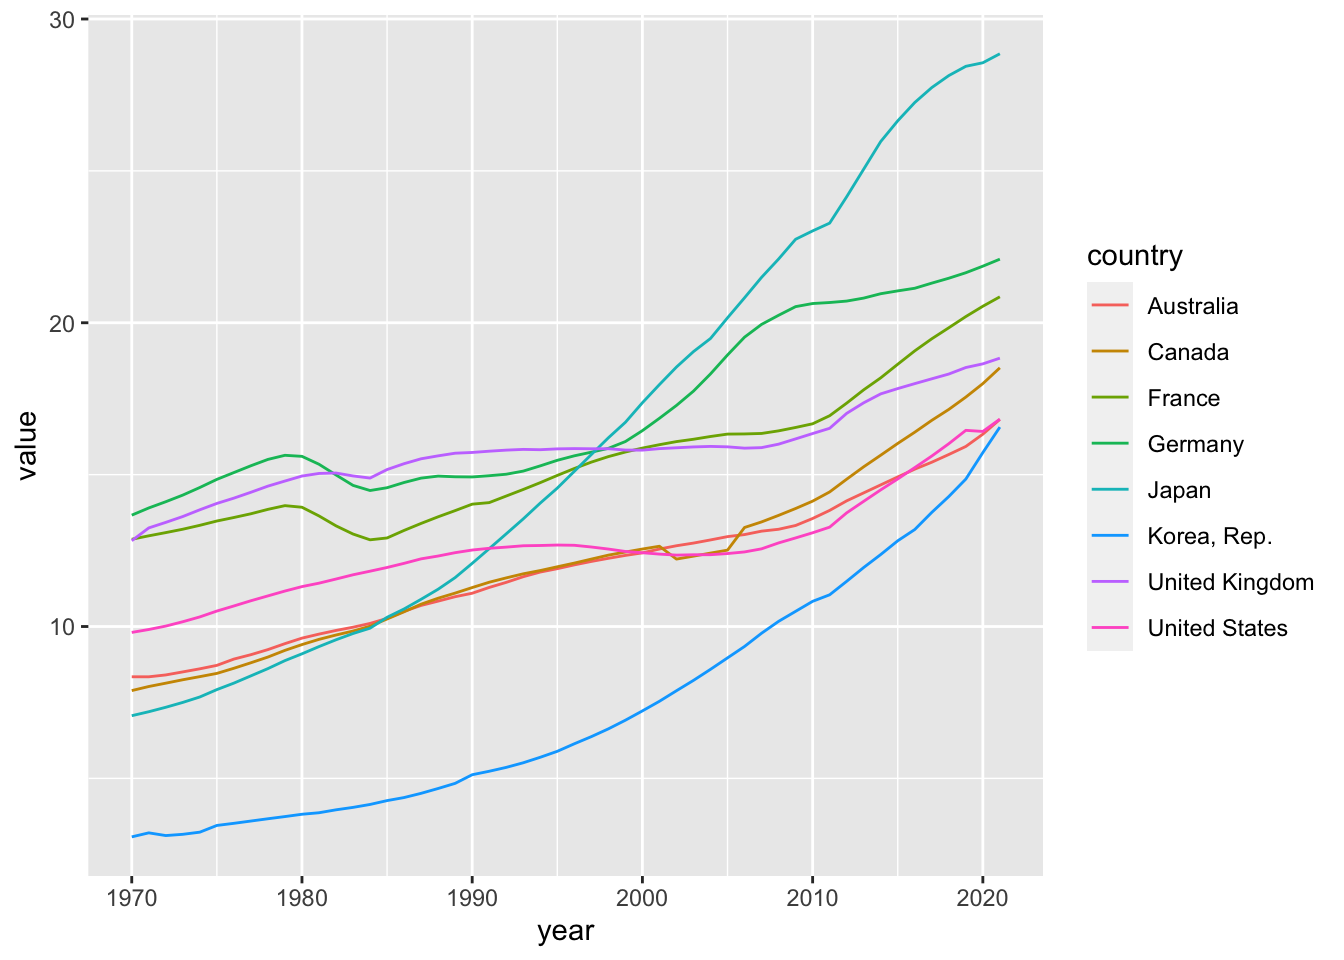 30
20
10
value
1970 1980 1990 2000 2010 2020
year
country
Australia
Canada
France
Germany
Japan
Korea, Rep.
United Kingdom
United States